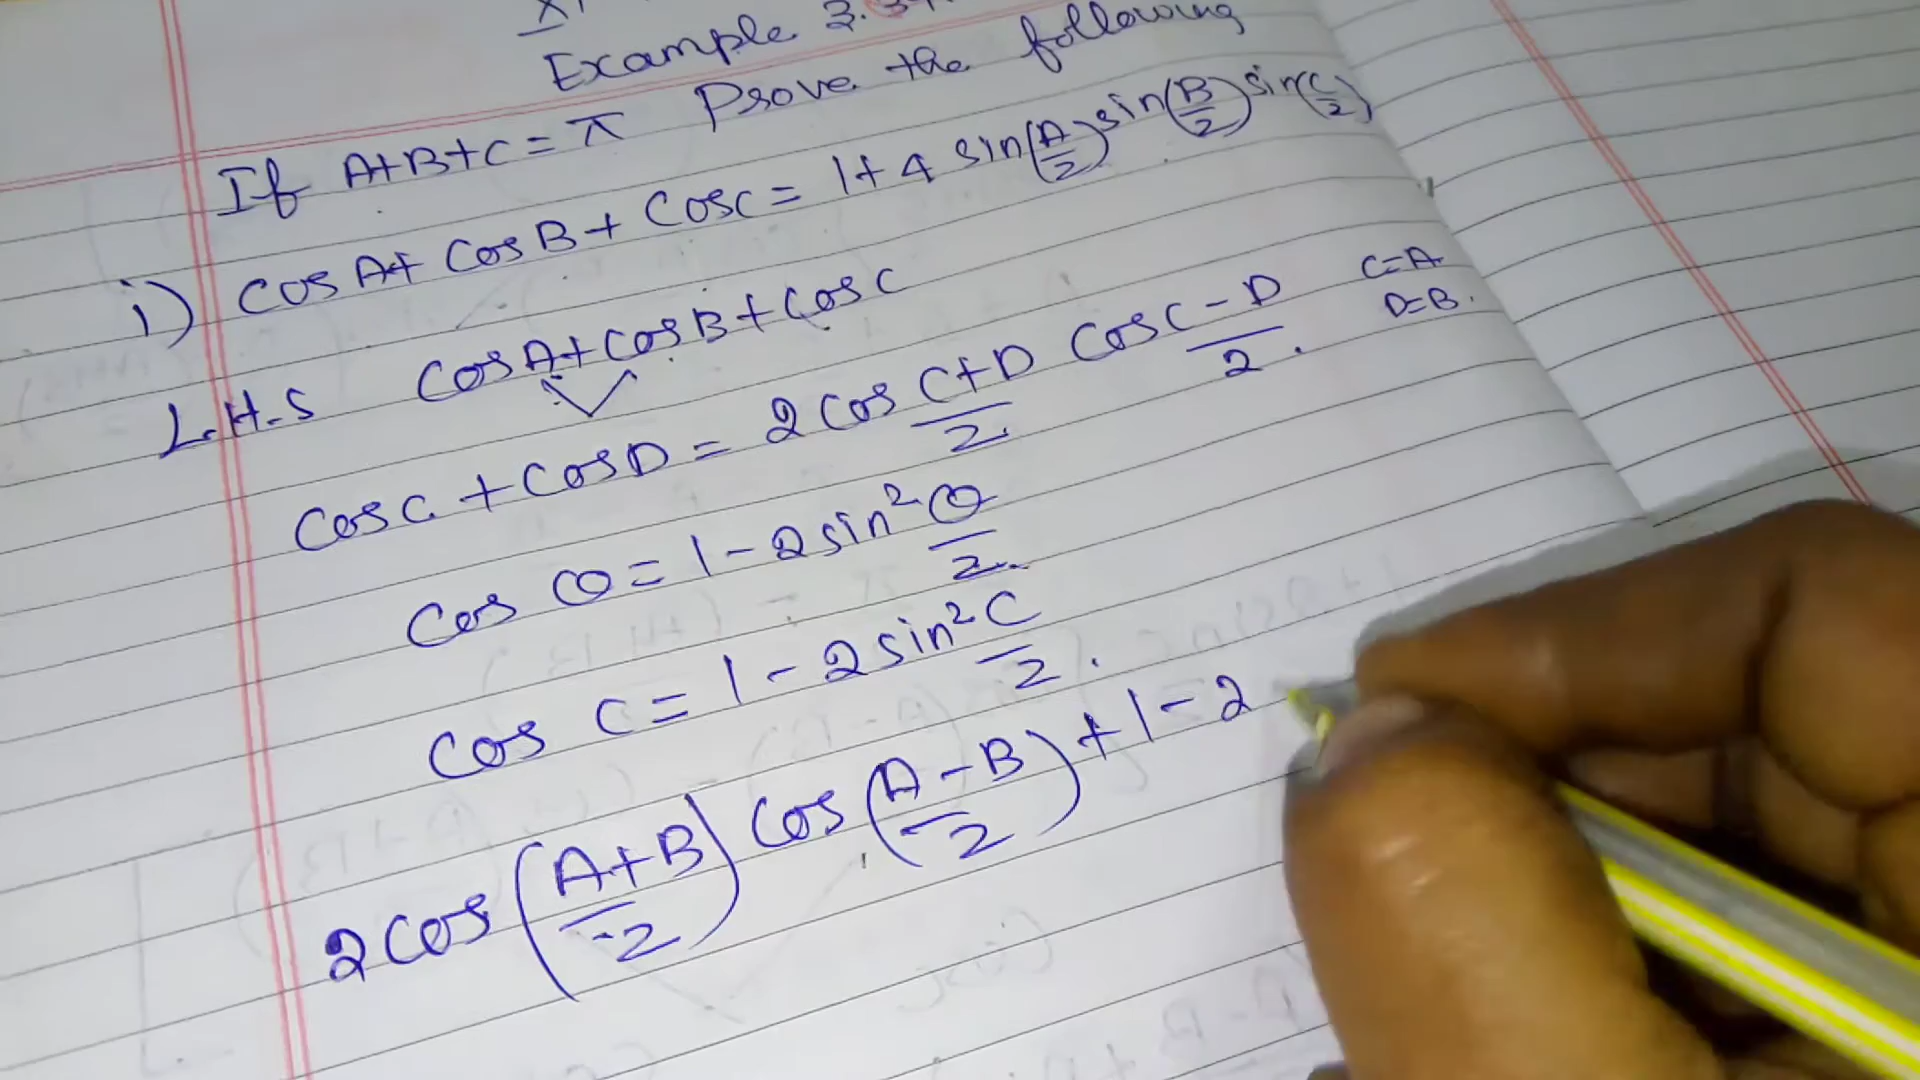 Example 3.
If A+B+C = π Prove the following
i) cos A + cos B + cos C = 1 + 4 sin(A/2) sin(B/2) sin(C/2)
L.H.S cos A + cos B + cos C
cos C + cos D = 2 cos C+D/2 cos C-D/2. C=A
D=B.
cos θ = 1 - 2 sin² θ/2.
cos C = 1 - 2 sin² C/2.
2 cos (A+B/2) cos (A-B/2) + 1 - 2